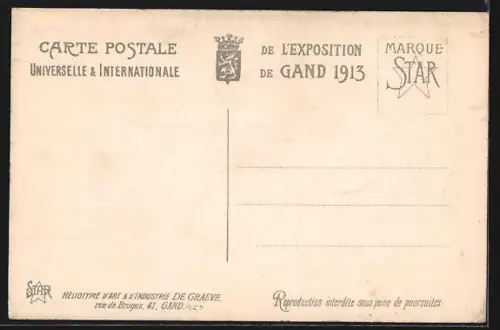 CARTE POSTALE
UNIVERSELLE & INTERNATIONALE
DE L'EXPOSITION
DE GAND 1913
MARQUE
STAR
STAR
HÉLIOTYPIE D'ART & D'INDUSTRIE DE GRAEVE,
rue de Bruges, 41, GAND.
Reproduction interdite sous peine de poursuites